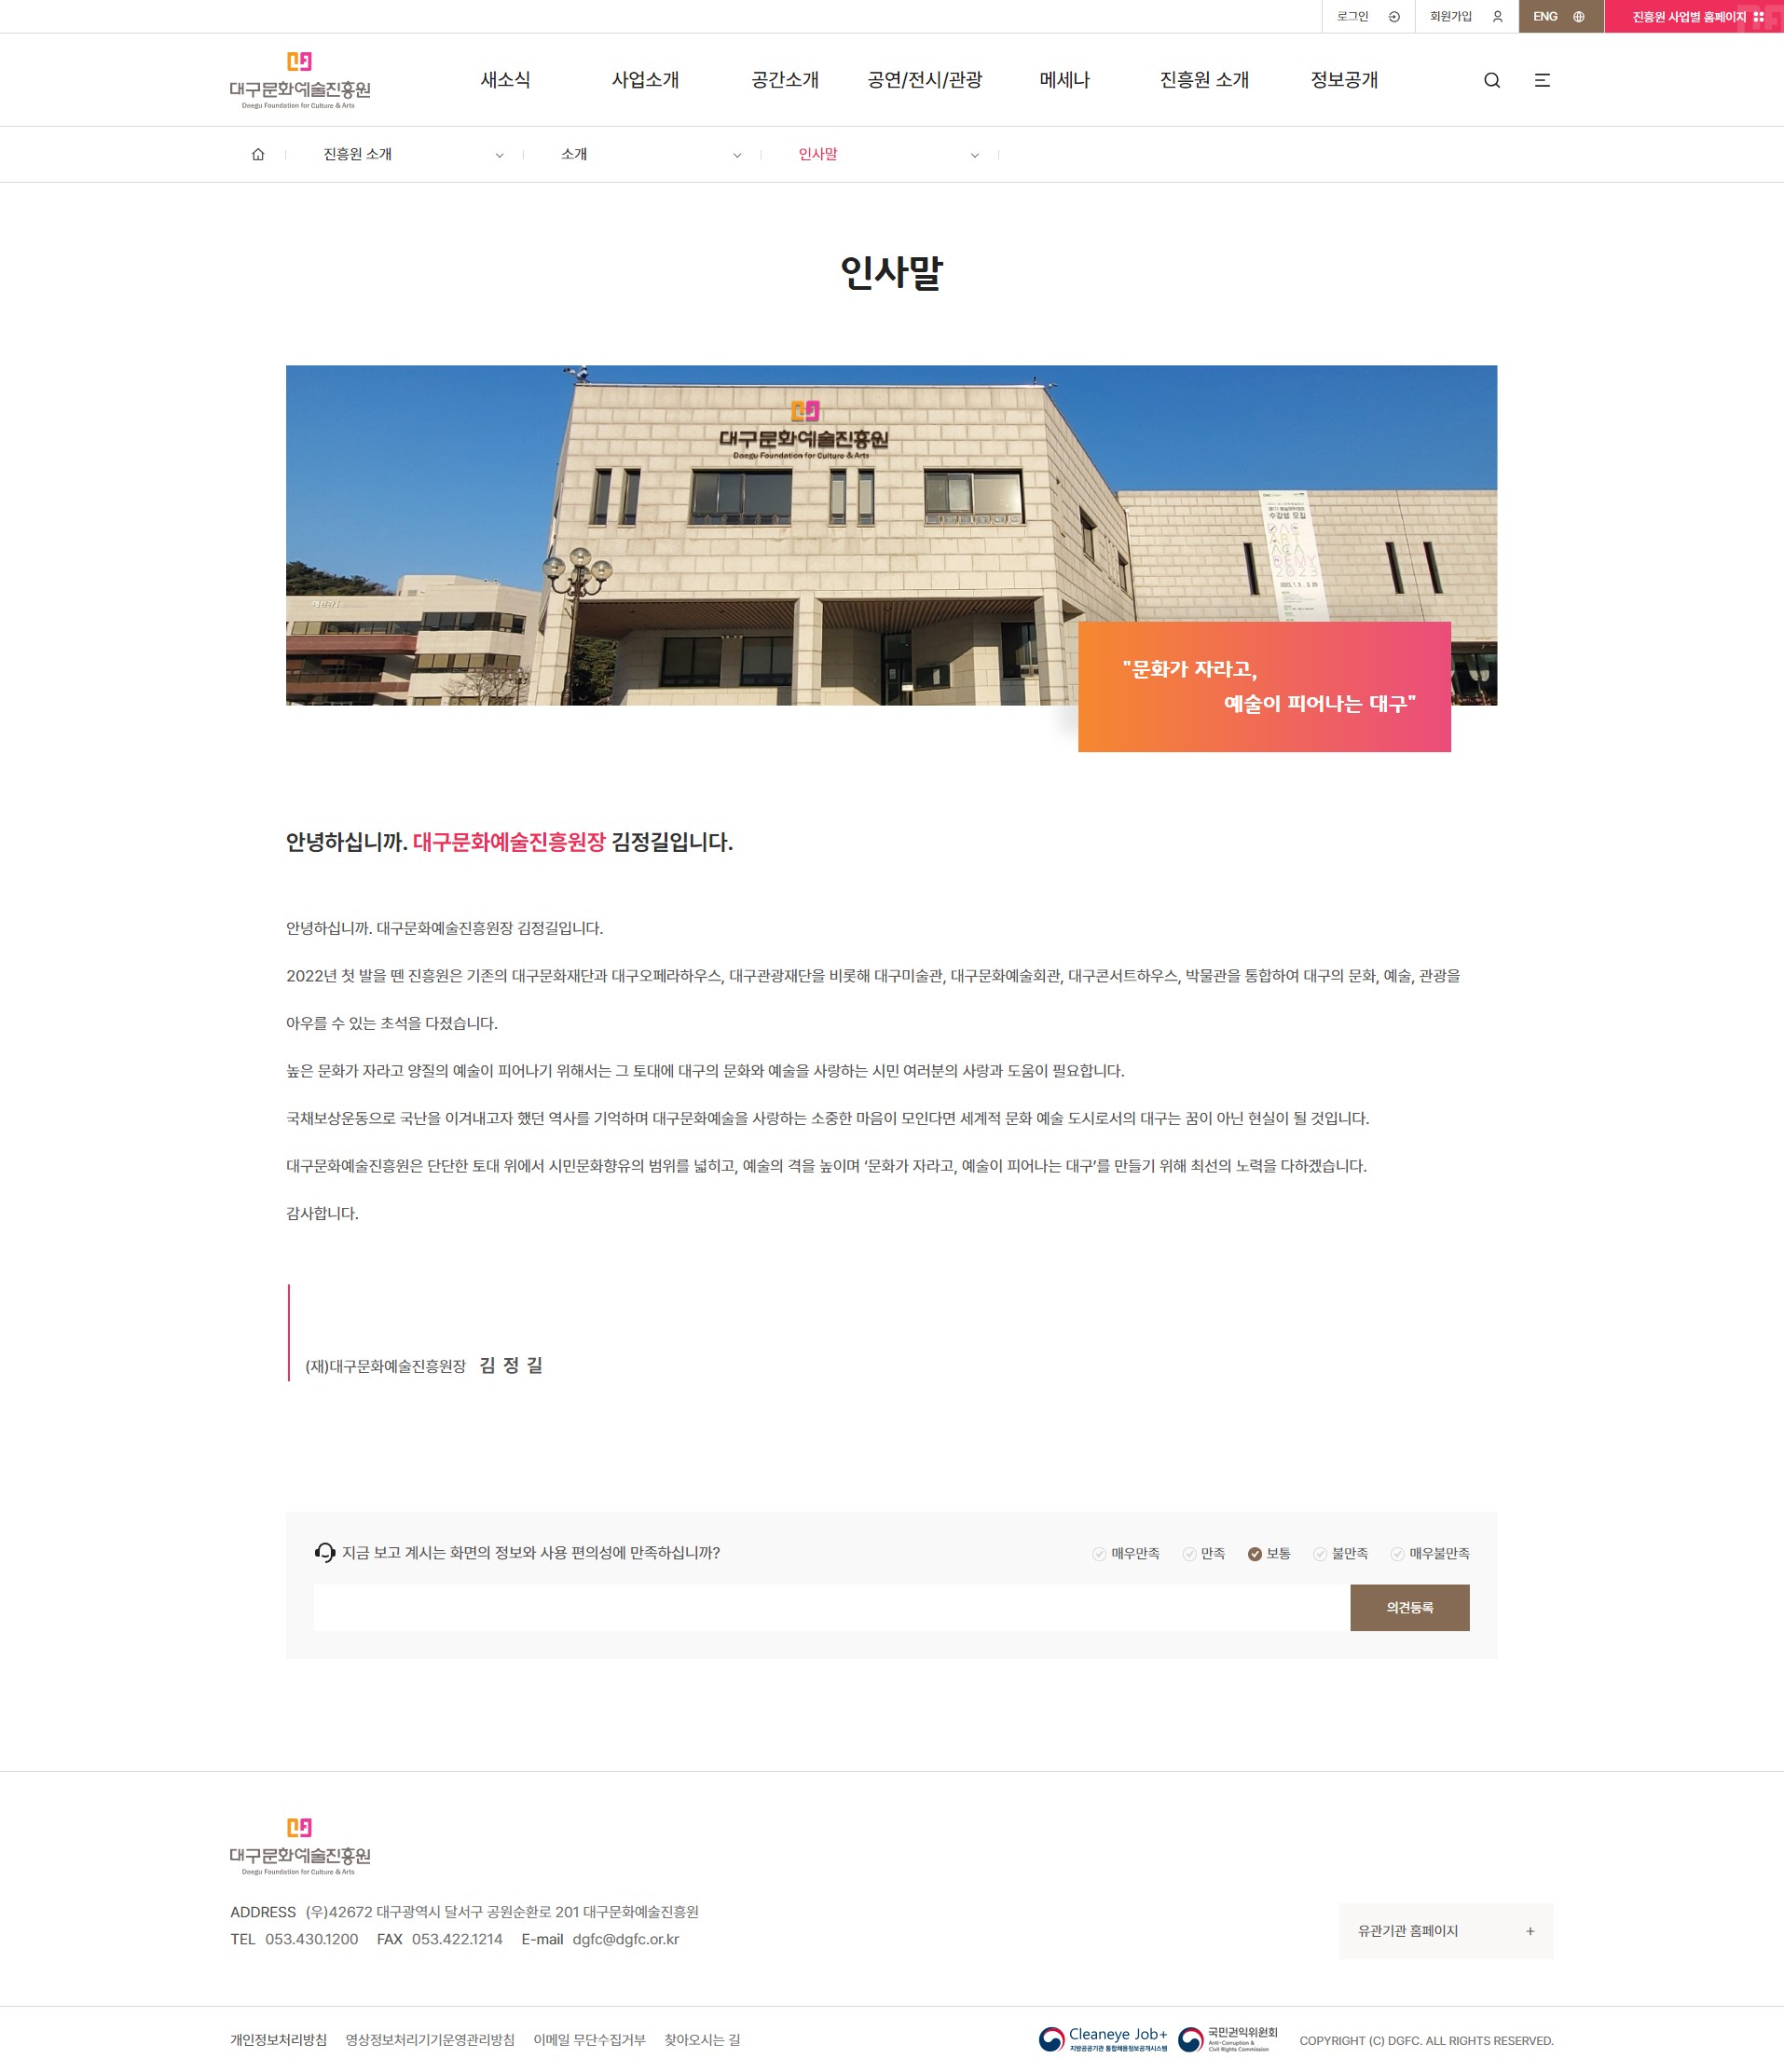 로그인
회원가입
ENG
진흥원 사업별 홈페이지
대구문화예술진흥원
Daegu Foundation for Culture & Arts
새소식
사업소개
공간소개
공연/전시/관광
메세나
진흥원 소개
정보공개
진흥원 소개
소개
인사말
인사말
대구문화예술진흥원
Daegu Foundation for Culture & Arts
수강생 모집
"문화가 자라고,
예술이 피어나는 대구"
안녕하십니까. 대구문화예술진흥원장 김정길입니다.
안녕하십니까. 대구문화예술진흥원장 김정길입니다.
2022년 첫 발을 뗀 진흥원은 기존의 대구문화재단과 대구오페라하우스, 대구관광재단을 비롯해 대구미술관, 대구문화예술회관, 대구콘서트하우스, 박물관을 통합하여 대구의 문화, 예술, 관광을
아우를 수 있는 초석을 다졌습니다.
높은 문화가 자라고 양질의 예술이 피어나기 위해서는 그 토대에 대구의 문화와 예술을 사랑하는 시민 여러분의 사랑과 도움이 필요합니다.
국채보상운동으로 국난을 이겨내고자 했던 역사를 기억하며 대구문화예술을 사랑하는 소중한 마음이 모인다면 세계적 문화 예술 도시로서의 대구는 꿈이 아닌 현실이 될 것입니다.
대구문화예술진흥원은 단단한 토대 위에서 시민문화향유의 범위를 넓히고, 예술의 격을 높이며 ‘문화가 자라고, 예술이 피어나는 대구’를 만들기 위해 최선의 노력을 다하겠습니다.
감사합니다.
(재)대구문화예술진흥원장 김 정 길
지금 보고 계시는 화면의 정보와 사용 편의성에 만족하십니까?
매우만족
만족
보통
불만족
매우불만족
의견등록
대구문화예술진흥원
Daegu Foundation for Culture & Arts
ADDRESS (우)42672 대구광역시 달서구 공원순환로 201 대구문화예술진흥원
TEL 053.430.1200 FAX 053.422.1214 E-mail dgfc@dgfc.or.kr
유관기관 홈페이지 +
개인정보처리방침
영상정보처리기기운영관리방침
이메일 무단수집거부
찾아오시는 길
Cleaneye Job+
지방공공기관 통합채용정보공개시스템
국민권익위원회
Anti-Corruption &
Civil Rights Commission
COPYRIGHT (C) DGFC. ALL RIGHTS RESERVED.